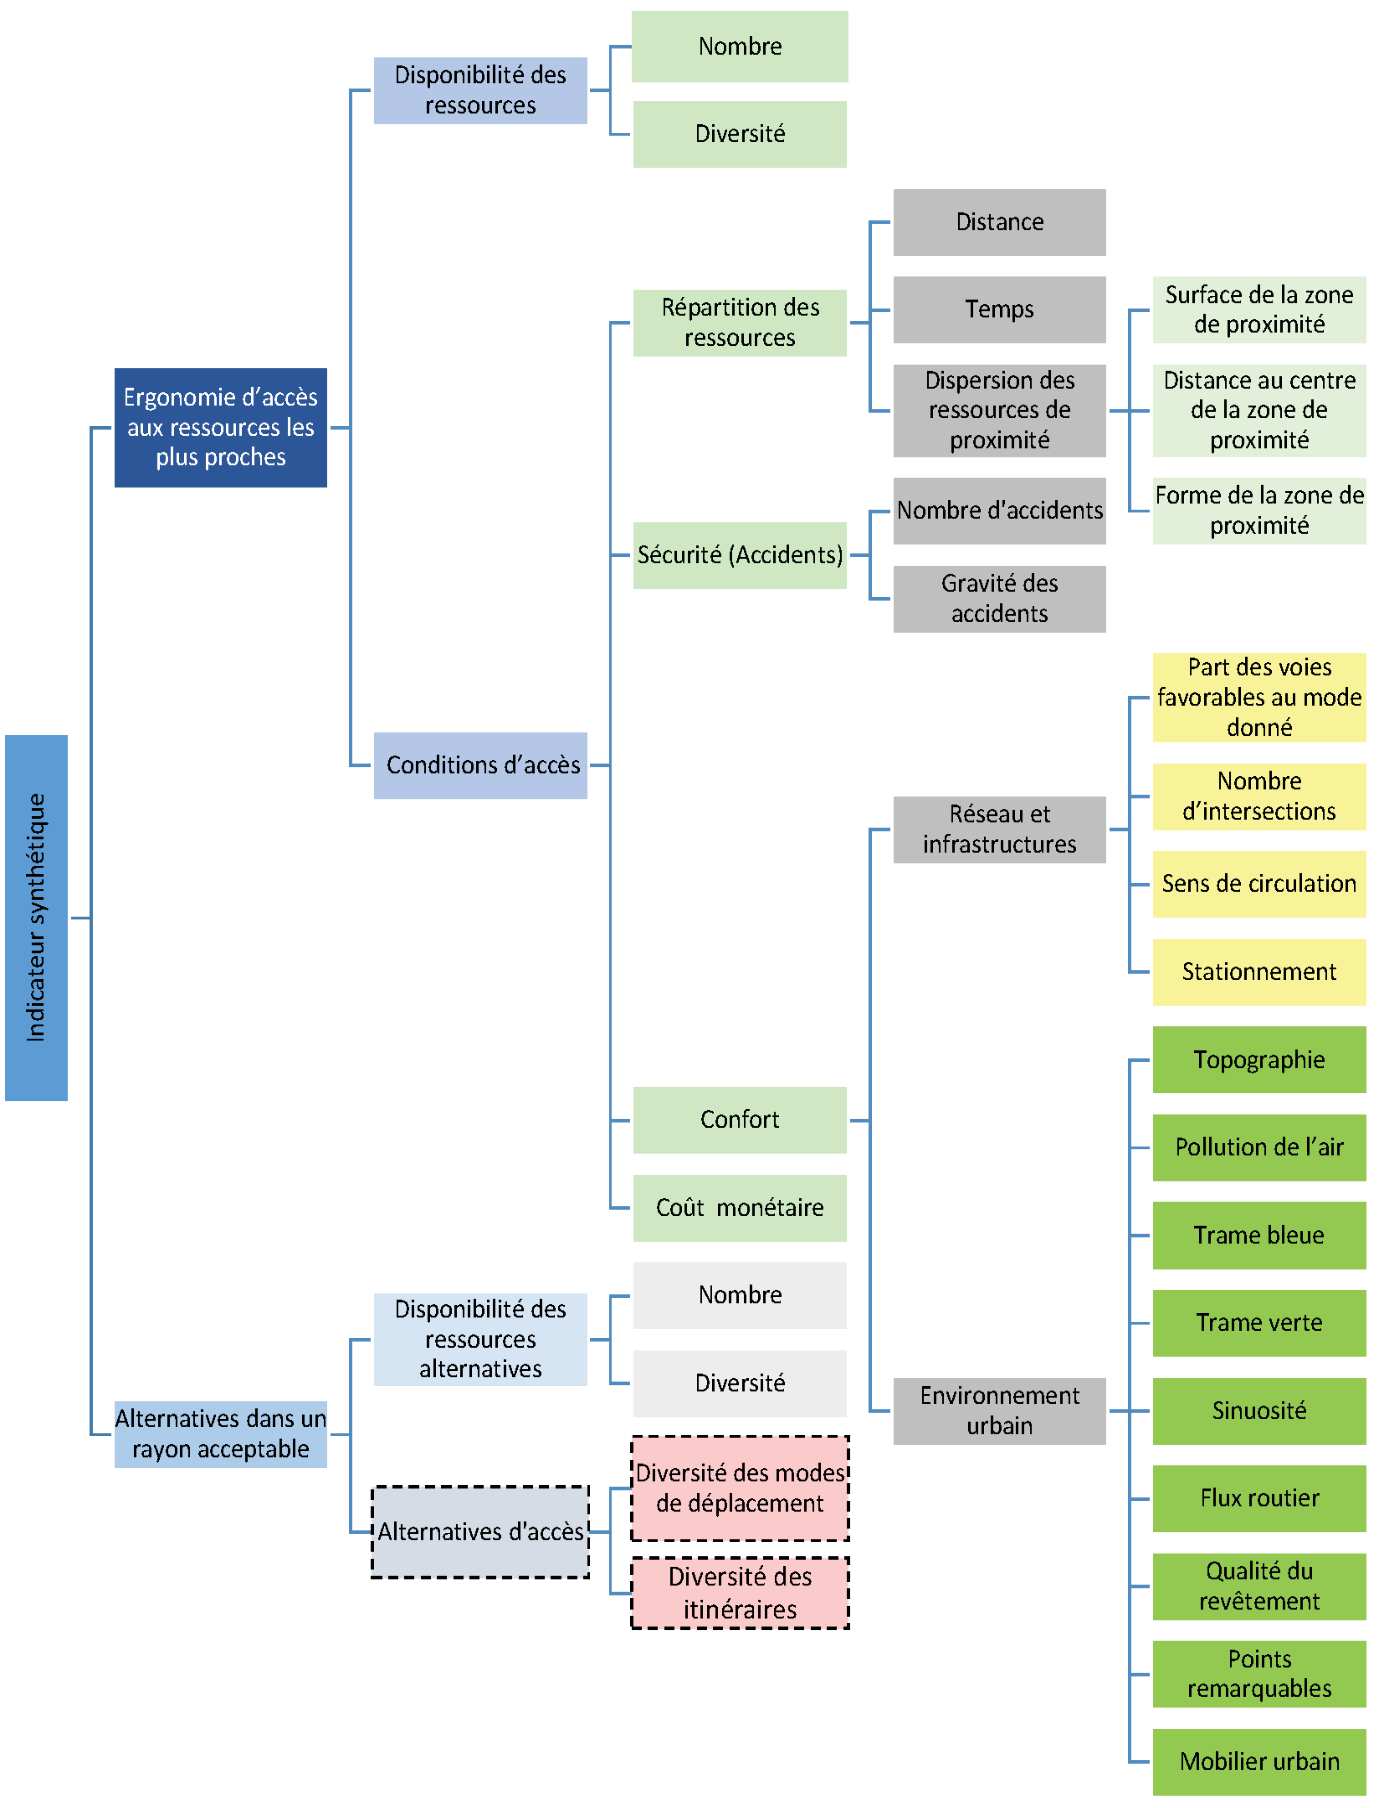 Indicateur synthétique
Ergonomie d’accès
aux ressources les
plus proches
Disponibilité des
ressources
Nombre
Diversité
Conditions d’accès
Répartition des
ressources
Distance
Temps
Dispersion des
ressources de
proximité
Surface de la zone
de proximité
Distance au centre
de la zone de
proximité
Forme de la zone de
proximité
Sécurité (Accidents)
Nombre d'accidents
Gravité des
accidents
Confort
Réseau et
infrastructures
Part des voies
favorables au mode
donné
Nombre
d’intersections
Sens de circulation
Stationnement
Environnement
urbain
Topographie
Pollution de l’air
Trame bleue
Trame verte
Sinuosité
Flux routier
Qualité du
revêtement
Points
remarquables
Mobilier urbain
Coût monétaire
Alternatives dans un
rayon acceptable
Disponibilité des
ressources
alternatives
Nombre
Diversité
Alternatives d'accès
Diversité des modes
de déplacement
Diversité des
itinéraires